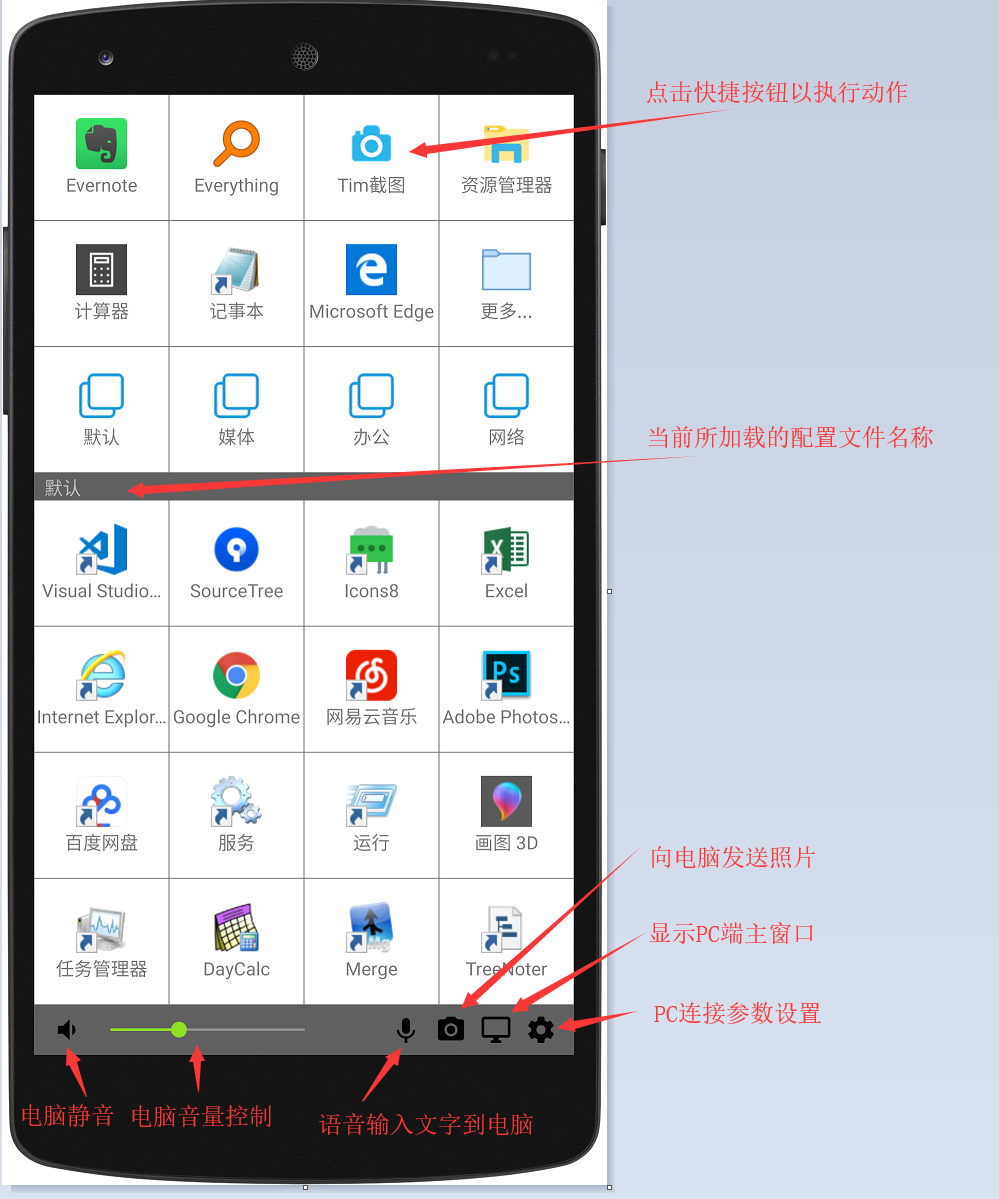 点击快捷按钮以执行动作
Evernote
Everything
Tim截图
资源管理器
计算器
记事本
Microsoft Edge
更多...
默认
媒体
办公
网络
当前所加载的配置文件名称
默认
Visual Studio...
SourceTree
Icons8
Excel
Internet Explor...
Google Chrome
网易云音乐
Ps
Adobe Photos...
百度网盘
服务
运行
画图 3D
向电脑发送照片
任务管理器
DayCalc
Merge
TreeNoter
显示PC端主窗口
PC连接参数设置
电脑静音
电脑音量控制
语音输入文字到电脑